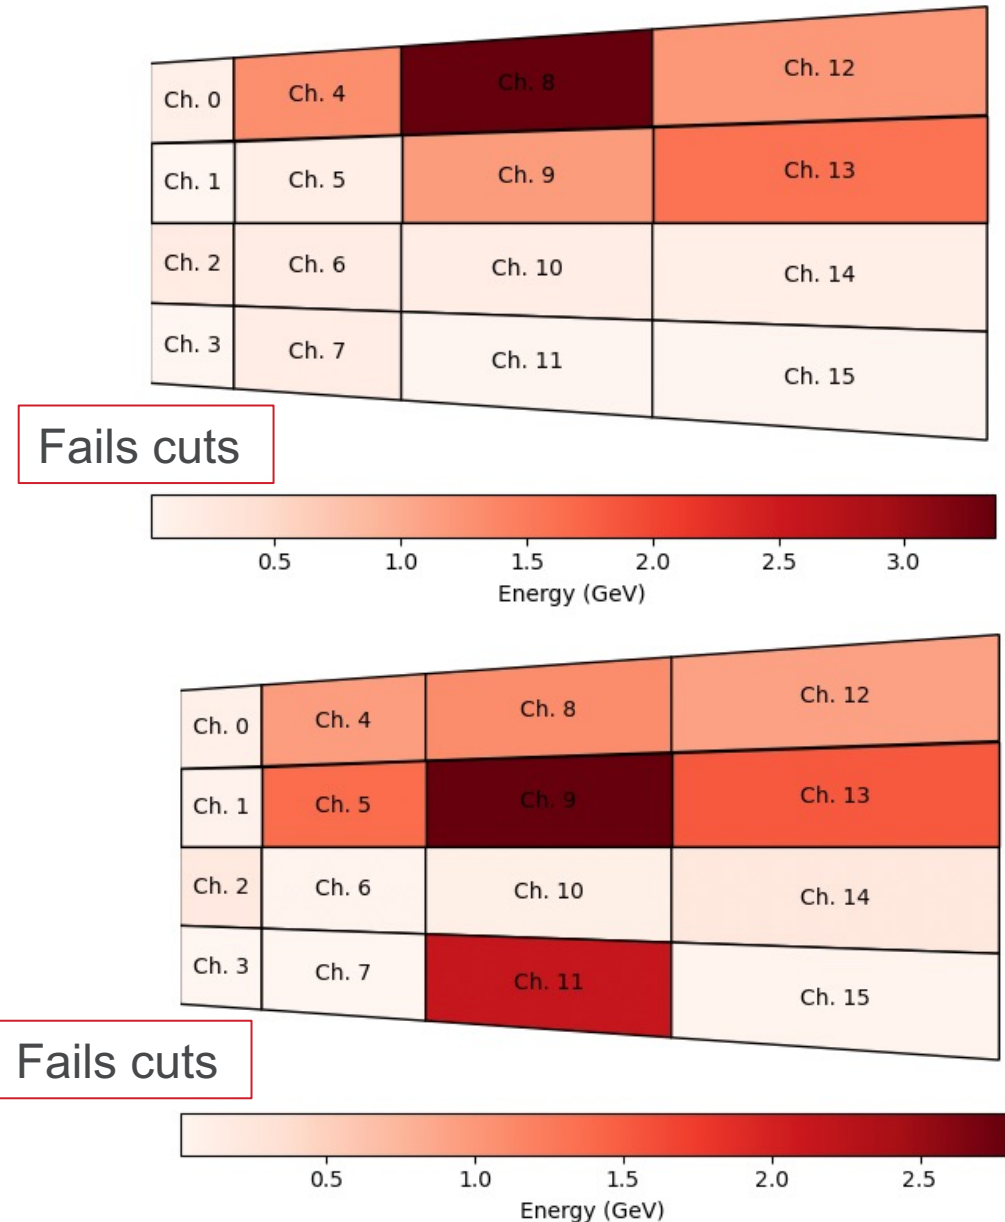 Ch. 0 Ch. 4 Ch. 8 Ch. 12
Ch. 1 Ch. 5 Ch. 9 Ch. 13
Ch. 2 Ch. 6 Ch. 10 Ch. 14
Ch. 3 Ch. 7 Ch. 11 Ch. 15
Fails cuts
0.5 1.0 1.5 2.0 2.5 3.0
Energy (GeV)
Ch. 0 Ch. 4 Ch. 8 Ch. 12
Ch. 1 Ch. 5 Ch. 9 Ch. 13
Ch. 2 Ch. 6 Ch. 10 Ch. 14
Ch. 3 Ch. 7 Ch. 11 Ch. 15
Fails cuts
0.5 1.0 1.5 2.0 2.5
Energy (GeV)